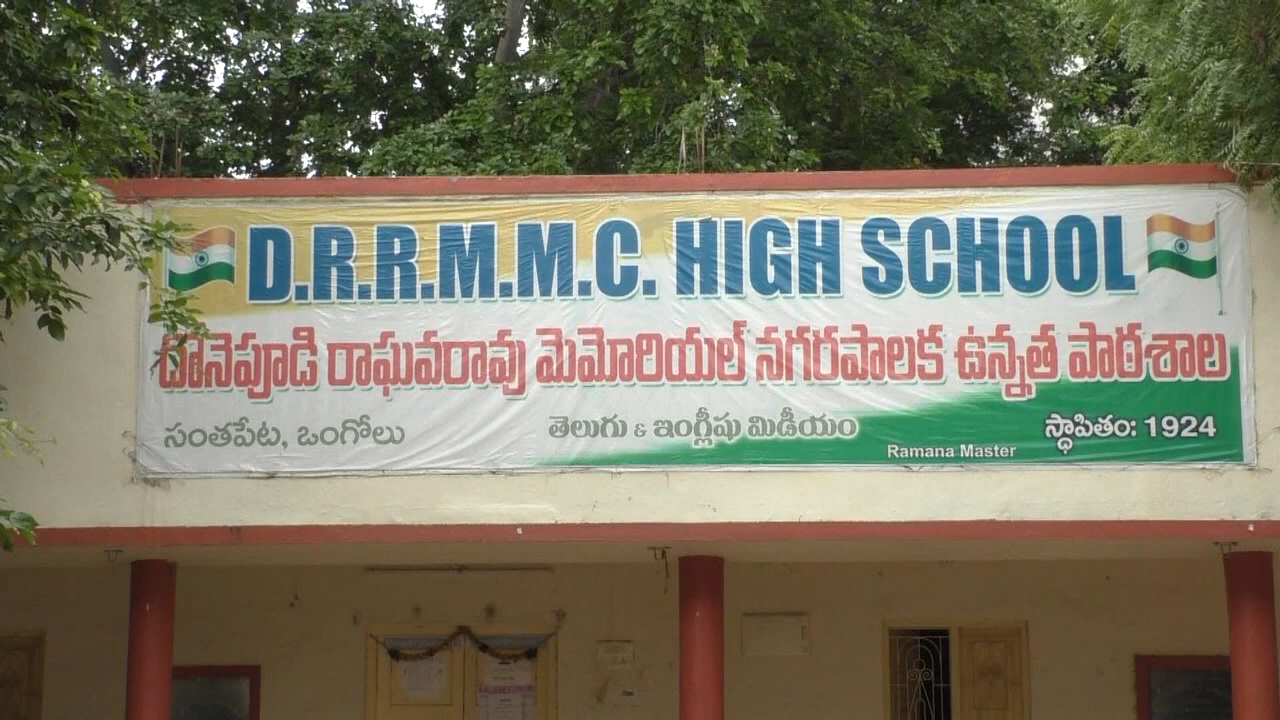 D.R.R.M.M.C. HIGH SCHOOL
దొనెపూడి రాఘవరావు మెమోరియల్ నగరపాలక ఉన్నత పాఠశాల
సంతపేట, ఒంగోలు
తెలుగు & ఇంగ్లీషు మీడియం
స్థాపితం: 1924
Ramana Master